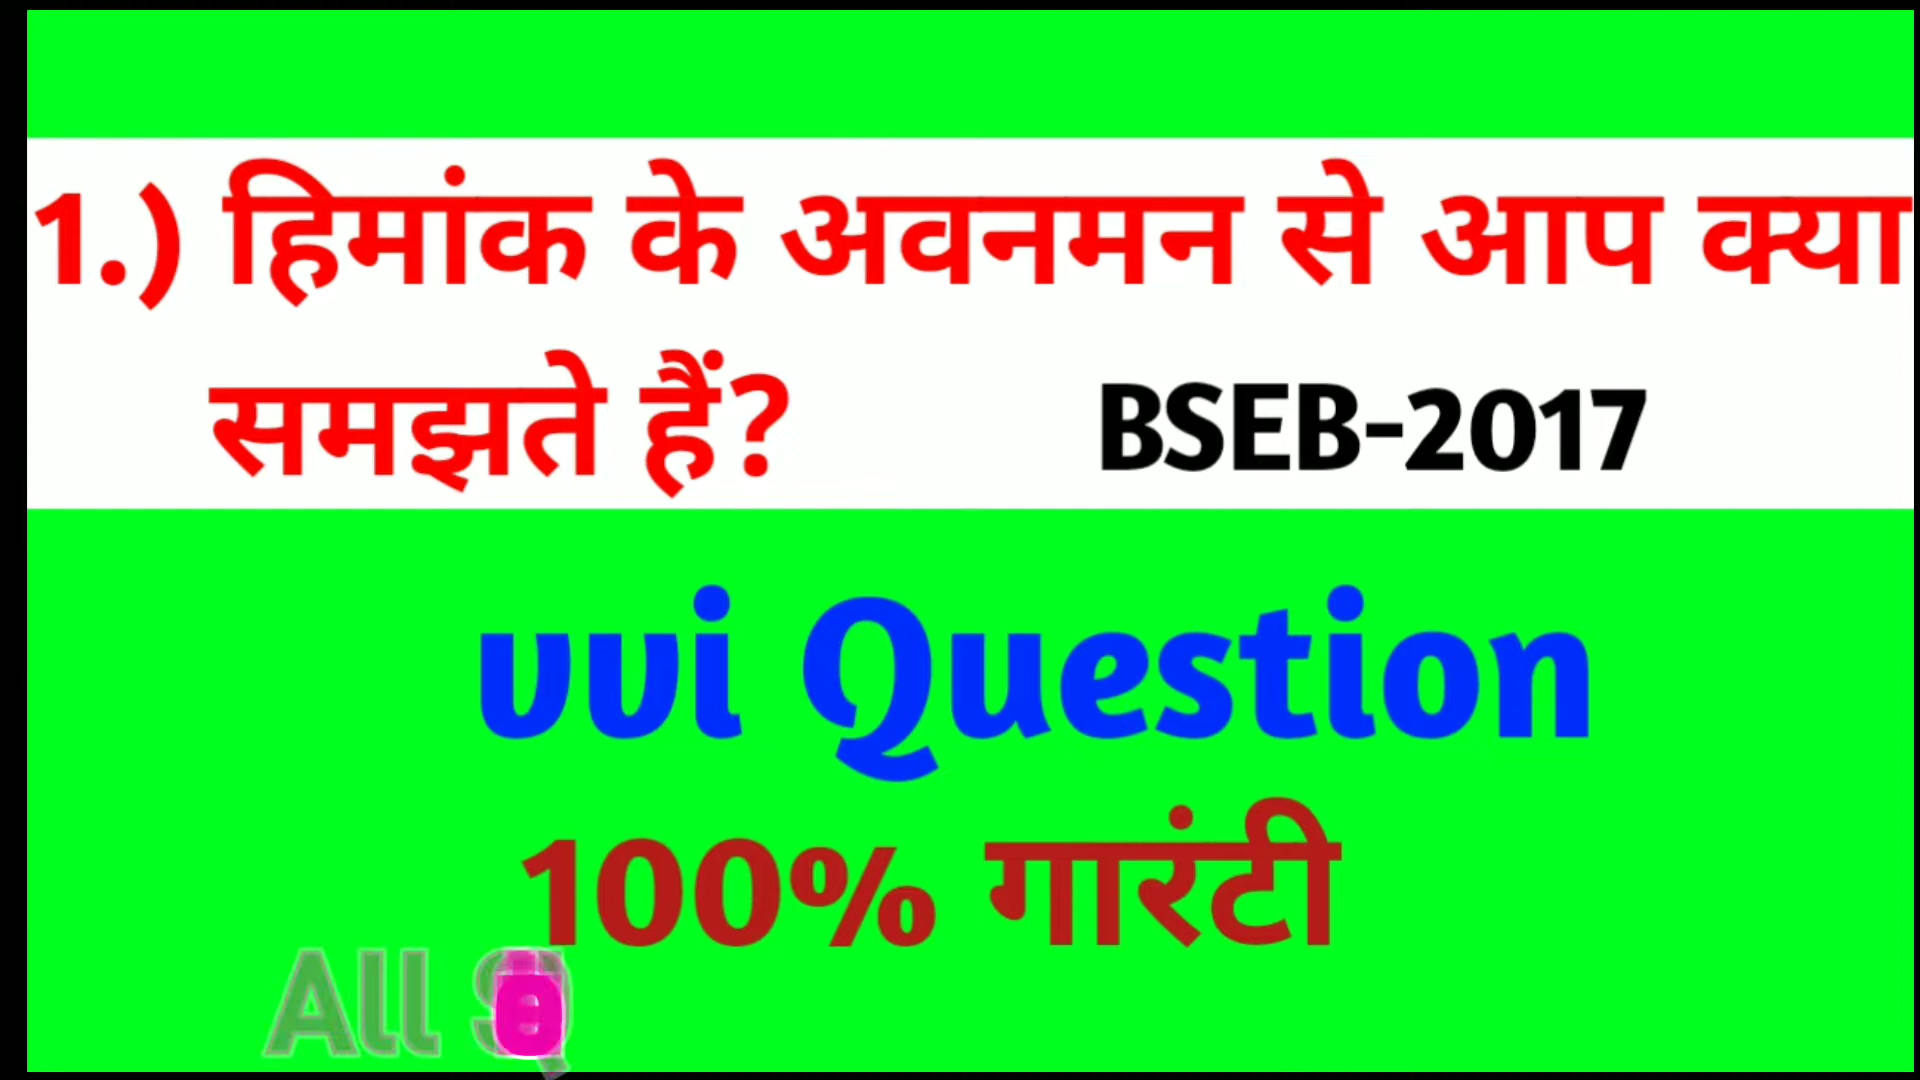 1.) हिमांक के अवनमन से आप क्या
समझते हैं? BSEB-2017
vvi Question
100% गारंटी
All